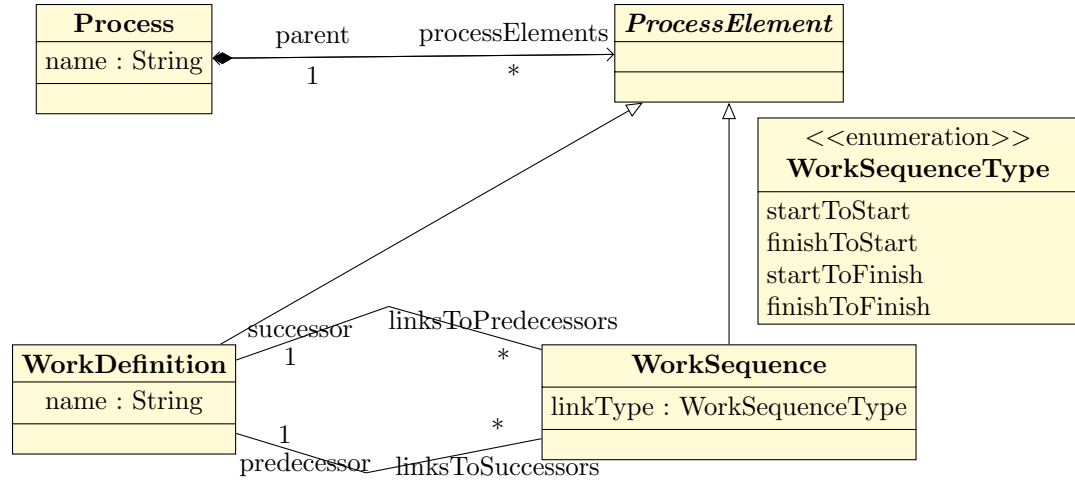 Process
name : String
parent
processElements
1
*
ProcessElement
<<enumeration>>
WorkSequenceType
startToStart
finishToStart
startToFinish
finishToFinish
successor
linksToPredecessors
1
*
WorkDefinition
name : String
WorkSequence
linkType : WorkSequenceType
1
*
predecessor
linksToSuccessors